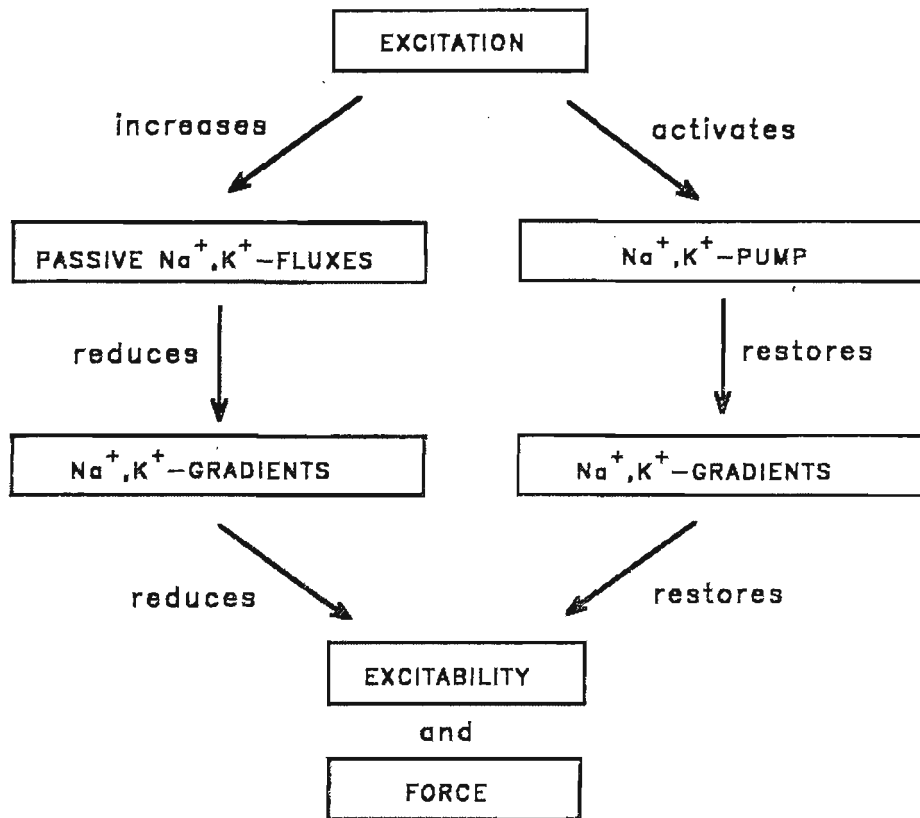 EXCITATION
increases
activates
PASSIVE Na⁺,K⁺-FLUXES
Na⁺,K⁺-PUMP
reduces
restores
Na⁺,K⁺-GRADIENTS
Na⁺,K⁺-GRADIENTS
reduces
restores
EXCITABILITY
and
FORCE